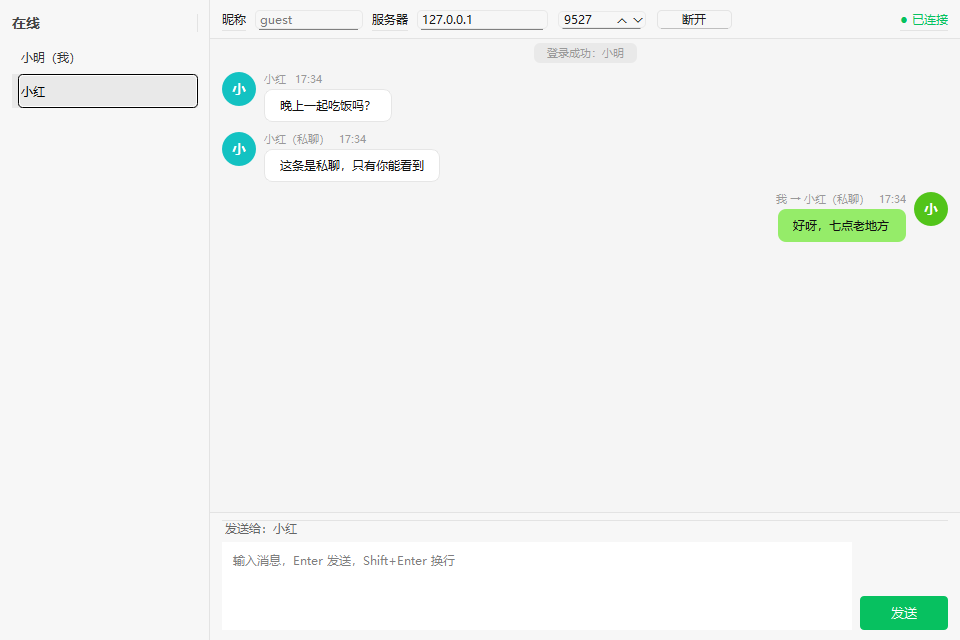 在线
小明（我）
小红
昵称 guest 服务器 127.0.0.1 9527 断开 ● 已连接
登录成功：小明
小 小红 17:34
晚上一起吃饭吗？
小 小红（私聊） 17:34
这条是私聊，只有你能看到
我 → 小红（私聊） 17:34 小
好呀，七点老地方
发送给：小红
输入消息，Enter 发送，Shift+Enter 换行
发送